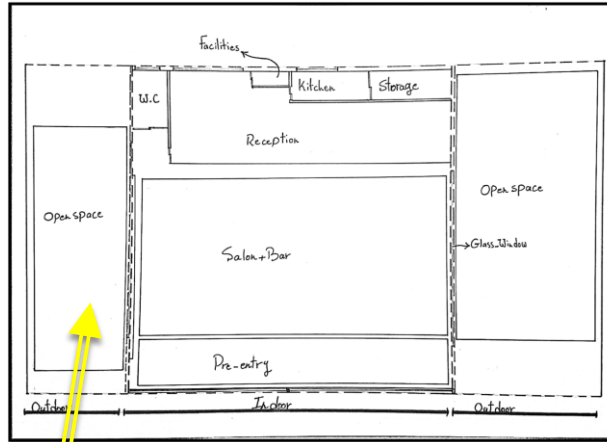 Facilities
W.C
Kitchen
Storage
Reception
Open space
Open space
Glass_Window
Salon+Bar
Pre-entry
Outdoor
Indoor
Outdoor